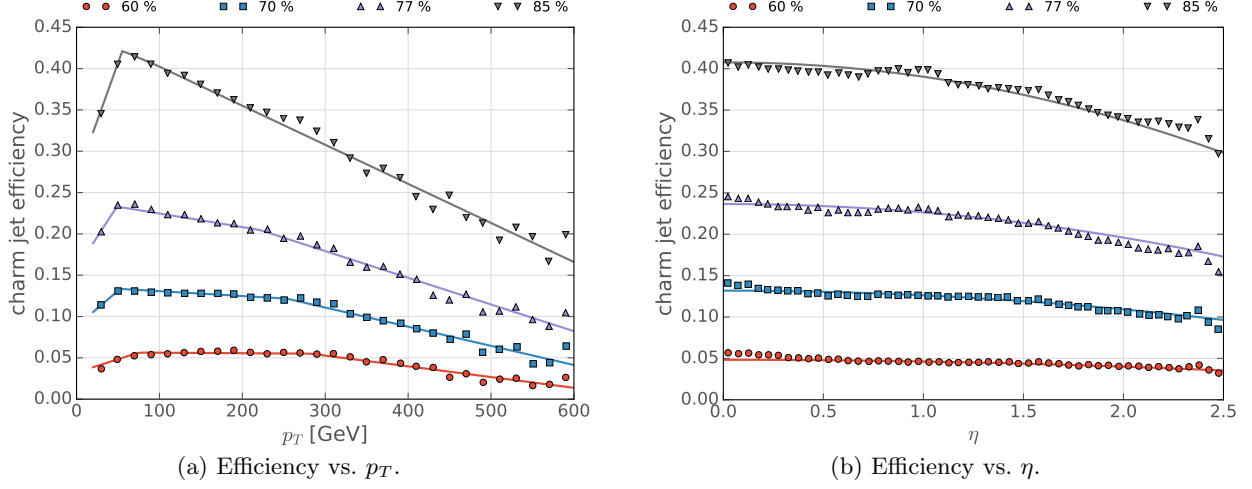 60 % 70 % 77 % 85 %
0.45
0.40
0.35
0.30
0.25
0.20
0.15
0.10
0.05
0.00
charm jet efficiency
0 100 200 300 400 500 600
p_T [GeV]
(a) Efficiency vs. p_T.
60 % 70 % 77 % 85 %
0.45
0.40
0.35
0.30
0.25
0.20
0.15
0.10
0.05
0.00
charm jet efficiency
0.0 0.5 1.0 1.5 2.0 2.5
η
(b) Efficiency vs. η.